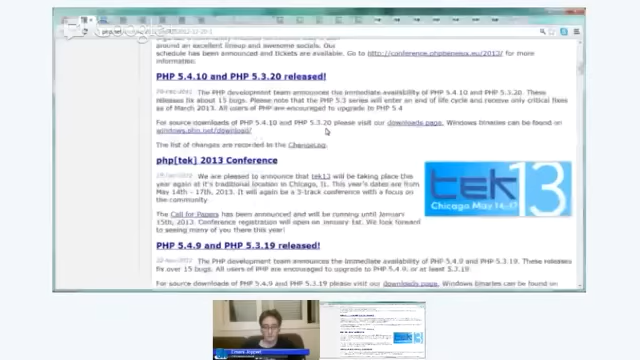 around an excellent lineup and awesome socials. Our
schedule has been announced and tickets are available. Go to http://conference.phpbenelux.eu/2013/ for more
information.
PHP 5.4.10 and PHP 5.3.20 released!
The PHP development team announces the immediate availability of PHP 5.4.10 and PHP 5.3.20. These
releases fix about 15 bugs. Please note that the PHP 5.3 series will enter an end of life cycle and receive only critical fixes
as of March 2013. All users of PHP are encouraged to upgrade to PHP 5.4
For source downloads of PHP 5.4.10 and PHP 5.3.20 please visit our downloads page, Windows binaries can be found on
windows.php.net/download/
The list of changes are recorded in the ChangeLog.
php[tek] 2013 Conference
We are pleased to announce that tek13 will be taking place this
year again at it's traditional location in Chicago, IL. This year's dates are from
May 14th - 17th, 2013. It will again be a 3-track conference with a focus on
the community
The Call for Papers has been announced and will be running until January
15th, 2013. Conference registration will open on January 1st. We look forward
to seeing many of you there this year!
tek13
Chicago May 14-17
PHP 5.4.9 and PHP 5.3.19 released!
22-nov-2012
The PHP development team announces the immediate availability of PHP 5.4.9 and PHP 5.3.19. These releases
fix over 15 bugs. All users of PHP are encouraged to upgrade to PHP 5.4.9, or at least 5.3.19
For source downloads of PHP 5.4.9 and PHP 5.3.19 please visit our downloads page, Windows binaries can be found on